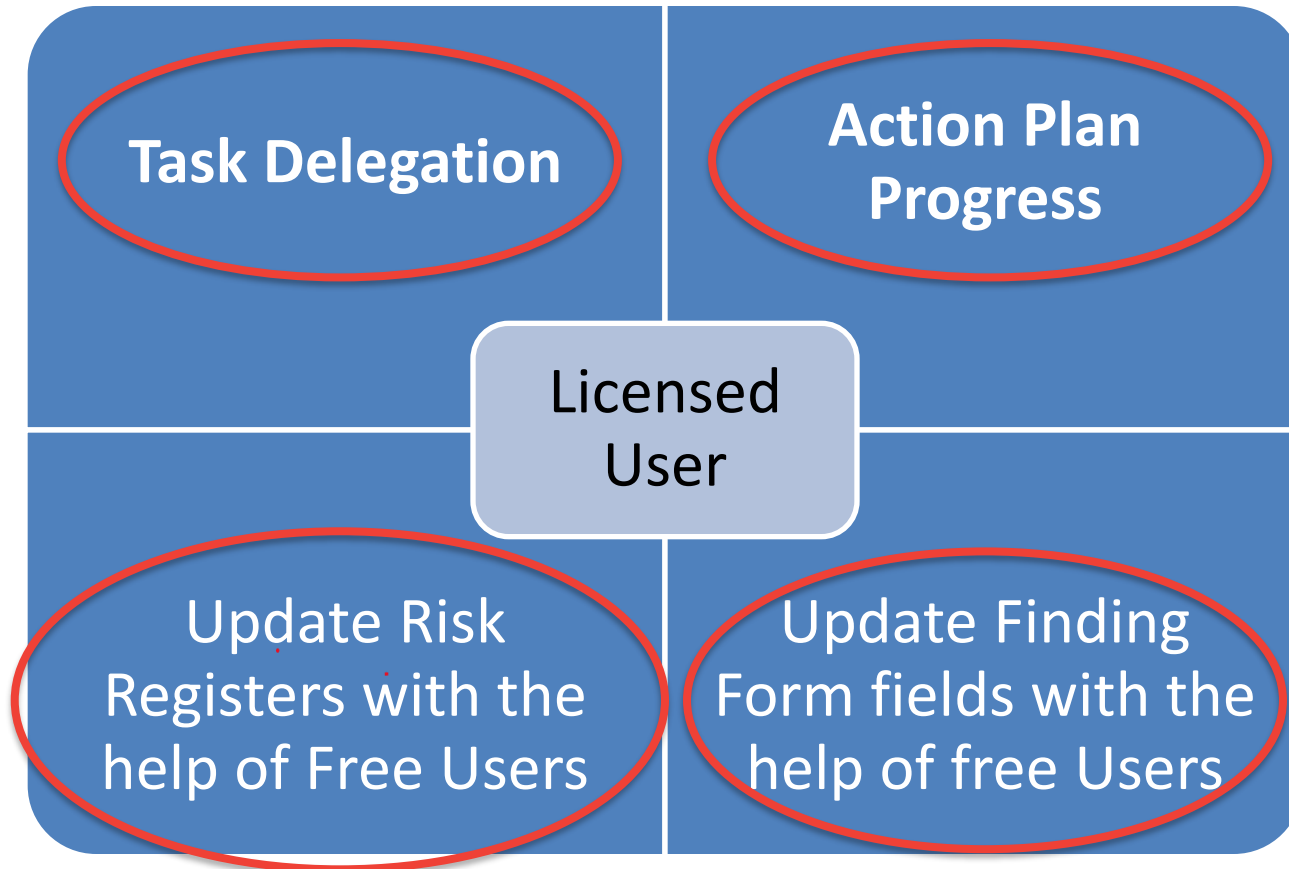 Task Delegation
Action Plan
Progress
Licensed
User
Update Risk
Registers with the
help of Free Users
Update Finding
Form fields with the
help of free Users